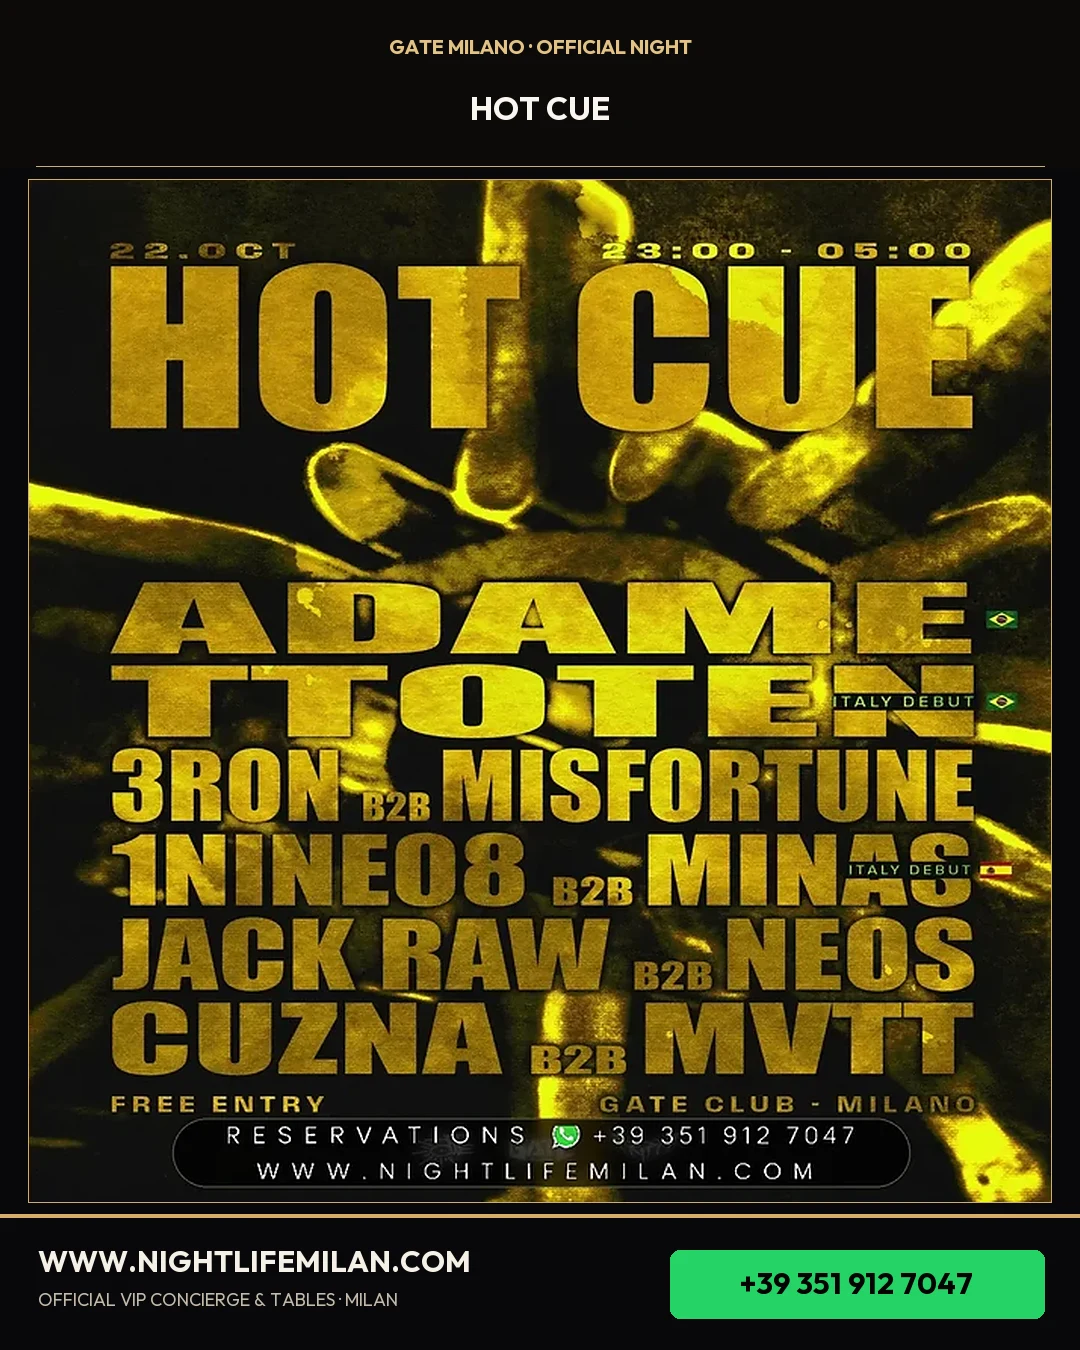 GATE MILANO · OFFICIAL NIGHT
HOT CUE
22.OCT 23:00 - 05:00
HOT CUE
ADAME
TTOTEN ITALY DEBUT
3RON B2B MISFORTUNE
1NINE08 B2B MINAS ITALY DEBUT
JACK RAW B2B NEOS
CUZNA B2B MVTT
FREE ENTRY GATE CLUB - MILANO
RESERVATIONS +39 351 912 7047
WWW.NIGHTLIFEMILAN.COM
WWW.NIGHTLIFEMILAN.COM
OFFICIAL VIP CONCIERGE & TABLES · MILAN
+39 351 912 7047